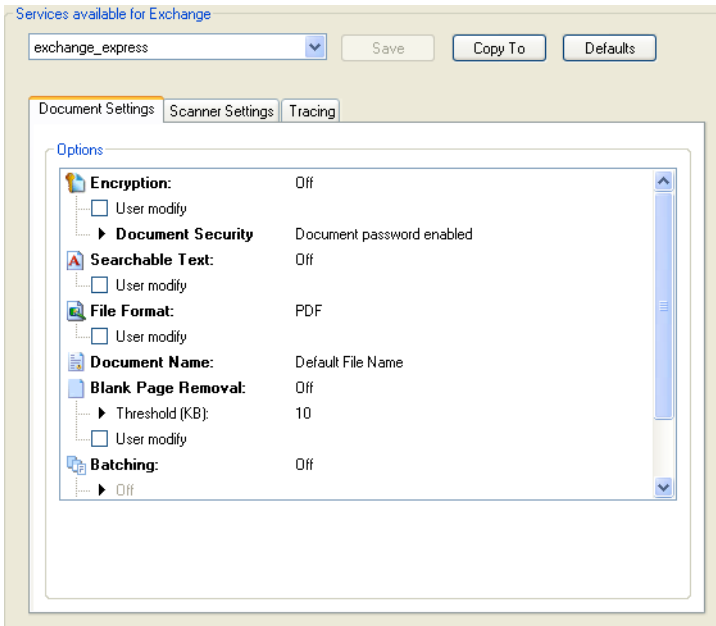 Services available for Exchange
exchange_express Save Copy To Defaults
Document Settings Scanner Settings Tracing
Options
Encryption: Off
User modify
Document Security Document password enabled
Searchable Text: Off
User modify
File Format: PDF
User modify
Document Name: Default File Name
Blank Page Removal: Off
Threshold (KB): 10
User modify
Batching: Off
Off